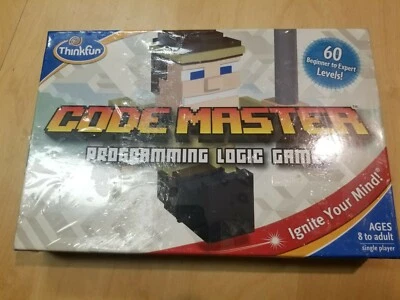 Thinkfun
60
Beginner to Expert
Levels!
CODE MASTER
PROGRAMMING LOGIC GAME
Ignite Your Mind!
AGES
8 to adult
single player